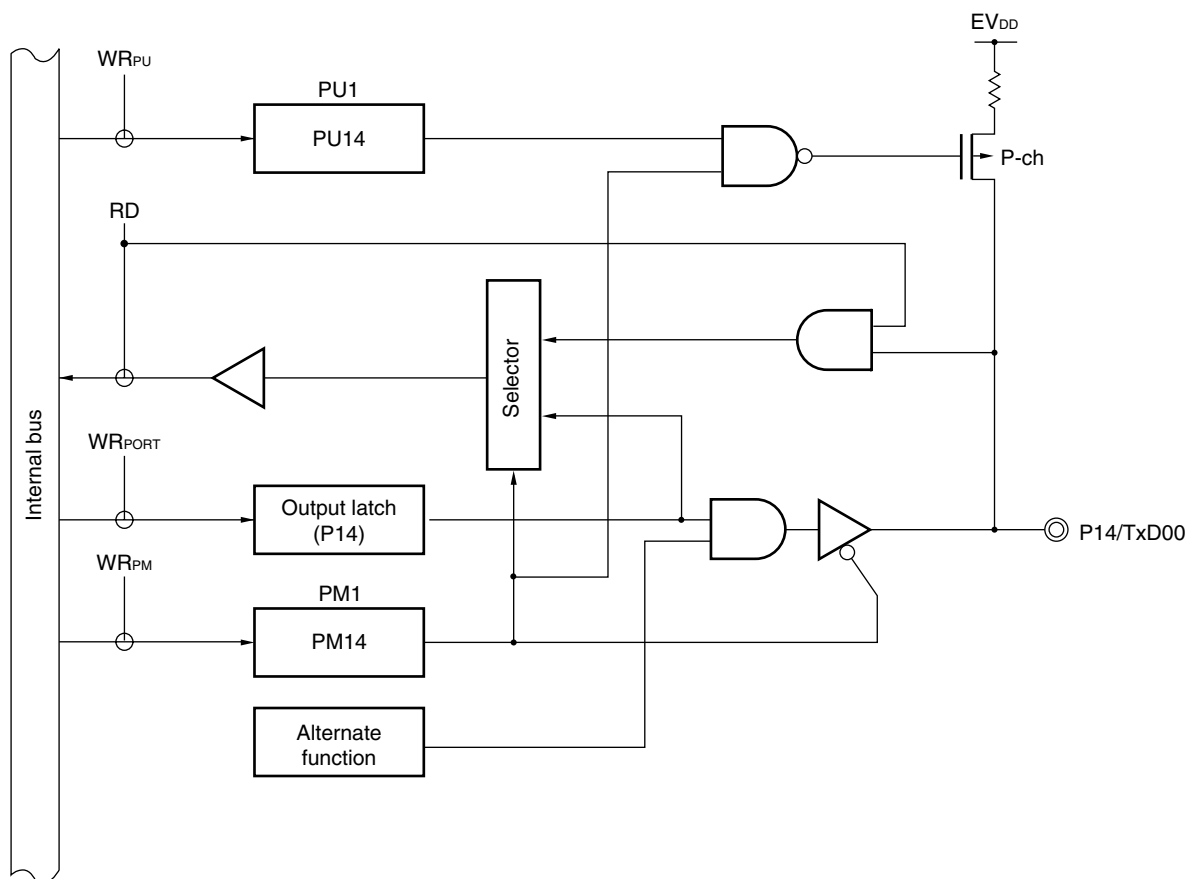 EVDD
WRPU
PU1
PU14
P-ch
RD
Selector
Internal bus
WRPORT
Output latch
(P14)
P14/TxD00
WRPM
PM1
PM14
Alternate
function